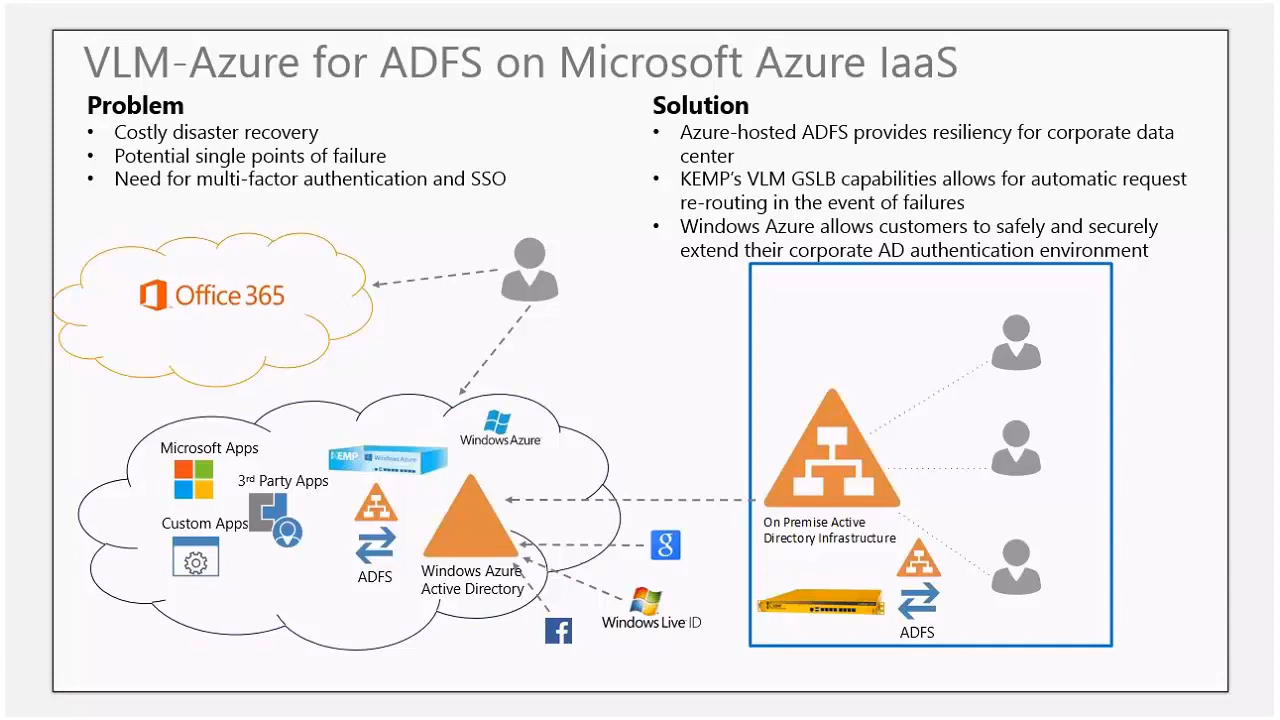 VLM-Azure for ADFS on Microsoft Azure IaaS
Problem
• Costly disaster recovery
• Potential single points of failure
• Need for multi-factor authentication and SSO
Solution
• Azure-hosted ADFS provides resiliency for corporate data
center
• KEMP's VLM GSLB capabilities allows for automatic request
re-routing in the event of failures
• Windows Azure allows customers to safely and securely
extend their corporate AD authentication environment
Office 365
Windows Azure
Microsoft Apps
KEMP Windows Azure
3rd Party Apps
Custom Apps
ADFS
Windows Azure
Active Directory
g
Windows Live ID
f
On Premise Active
Directory Infrastructure
ADFS